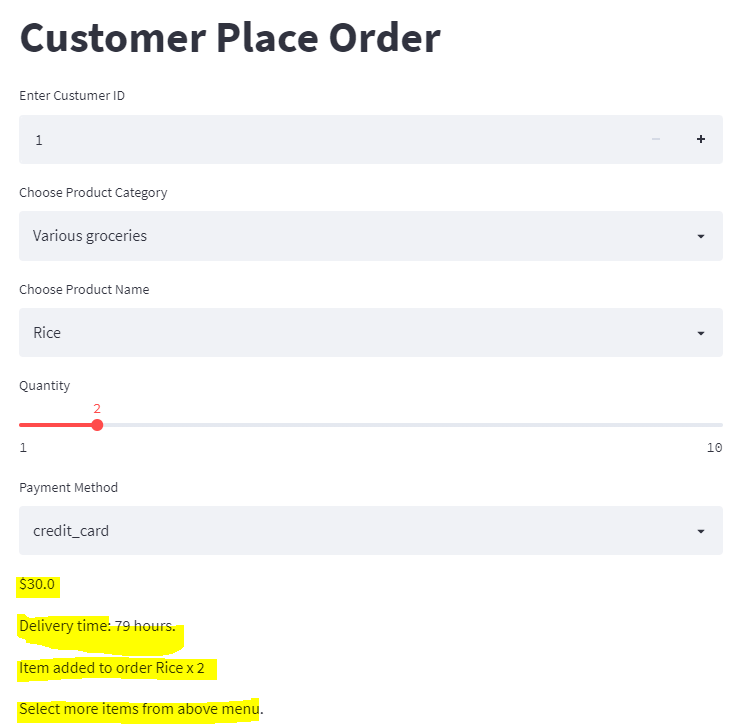 Customer Place Order
Enter Custumer ID
1
Choose Product Category
Various groceries
Choose Product Name
Rice
Quantity
2
1 10
Payment Method
credit_card
$30.0
Delivery time: 79 hours.
Item added to order Rice x 2
Select more items from above menu.